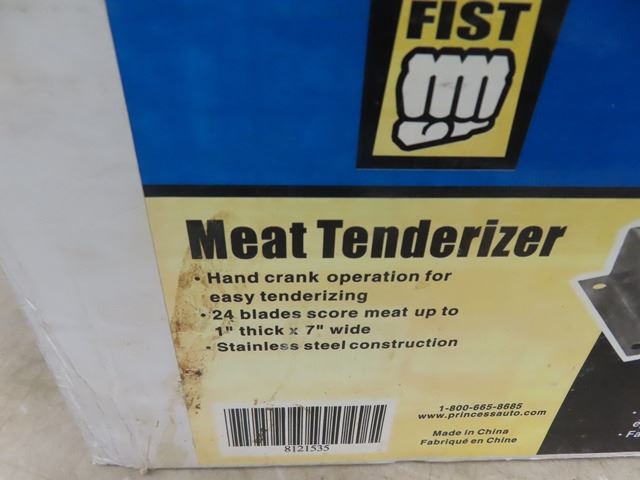 FIST
Meat Tenderizer
• Hand crank operation for
easy tenderizing
• 24 blades score meat up to
1" thick x 7" wide
• Stainless steel construction
1-800-665-8685
www.princessauto.com
Made in China
Fabriqué en Chine
8121535